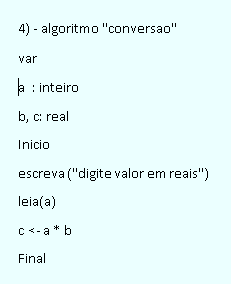 4) - algoritmo "conversao"
var
a  : inteiro
b, c: real
Inicio
escreva ("digite valor em reais")
leia(a)
c <- a * b
Final